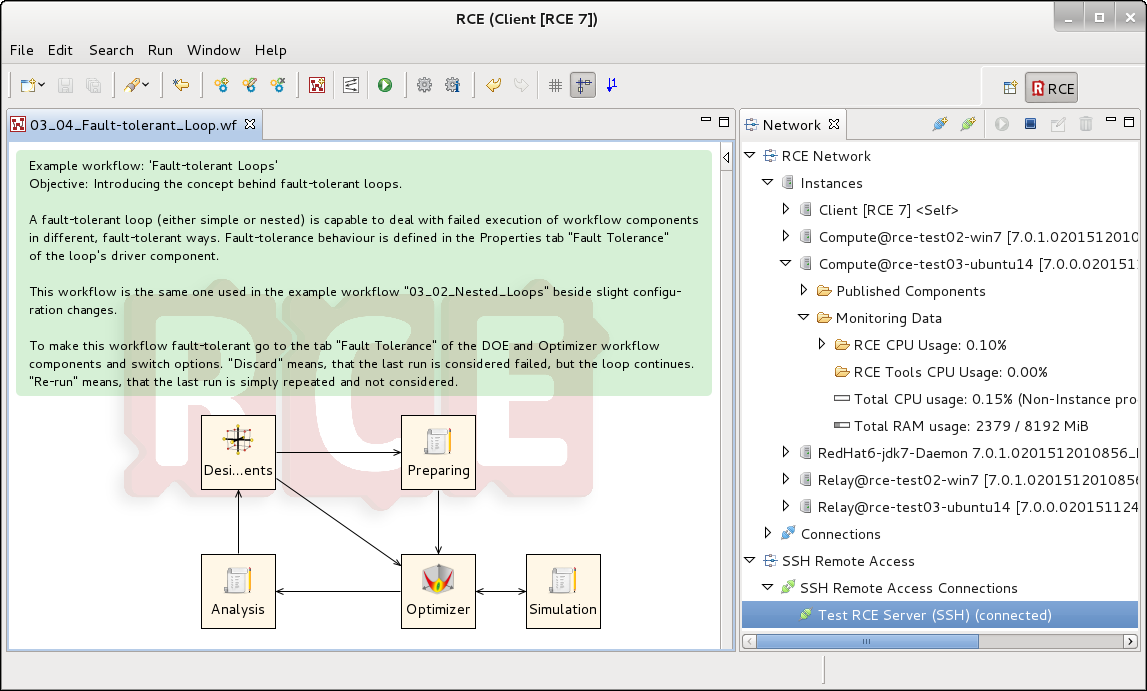 RCE (Client [RCE 7])
File Edit Search Run Window Help
RCE
03_04_Fault-tolerant_Loop.wf
Example workflow: 'Fault-tolerant Loops'
Objective: Introducing the concept behind fault-tolerant loops.
A fault-tolerant loop (either simple or nested) is capable to deal with failed execution of workflow components
in different, fault-tolerant ways. Fault-tolerance behaviour is defined in the Properties tab "Fault Tolerance"
of the loop's driver component.
This workflow is the same one used in the example workflow "03_02_Nested_Loops" beside slight configu-
ration changes.
To make this workflow fault-tolerant go to the tab "Fault Tolerance" of the DOE and Optimizer workflow
components and switch options. "Discard" means, that the last run is considered failed, but the loop continues.
"Re-run" means, that the last run is simply repeated and not considered.
RCE
Desi...ents
Preparing
Analysis
Optimizer
Simulation
Network
RCE Network
Instances
Client [RCE 7] <Self>
Compute@rce-test02-win7 [7.0.1.0201512010
Compute@rce-test03-ubuntu14 [7.0.0.020151
Published Components
Monitoring Data
RCE CPU Usage: 0.10%
RCE Tools CPU Usage: 0.00%
Total CPU usage: 0.15% (Non-Instance pro
Total RAM usage: 2379 / 8192 MiB
RedHat6-jdk7-Daemon 7.0.1.0201512010856_
Relay@rce-test02-win7 [7.0.1.020151201085
Relay@rce-test03-ubuntu14 [7.0.0.020151124
Connections
SSH Remote Access
SSH Remote Access Connections
Test RCE Server (SSH) (connected)